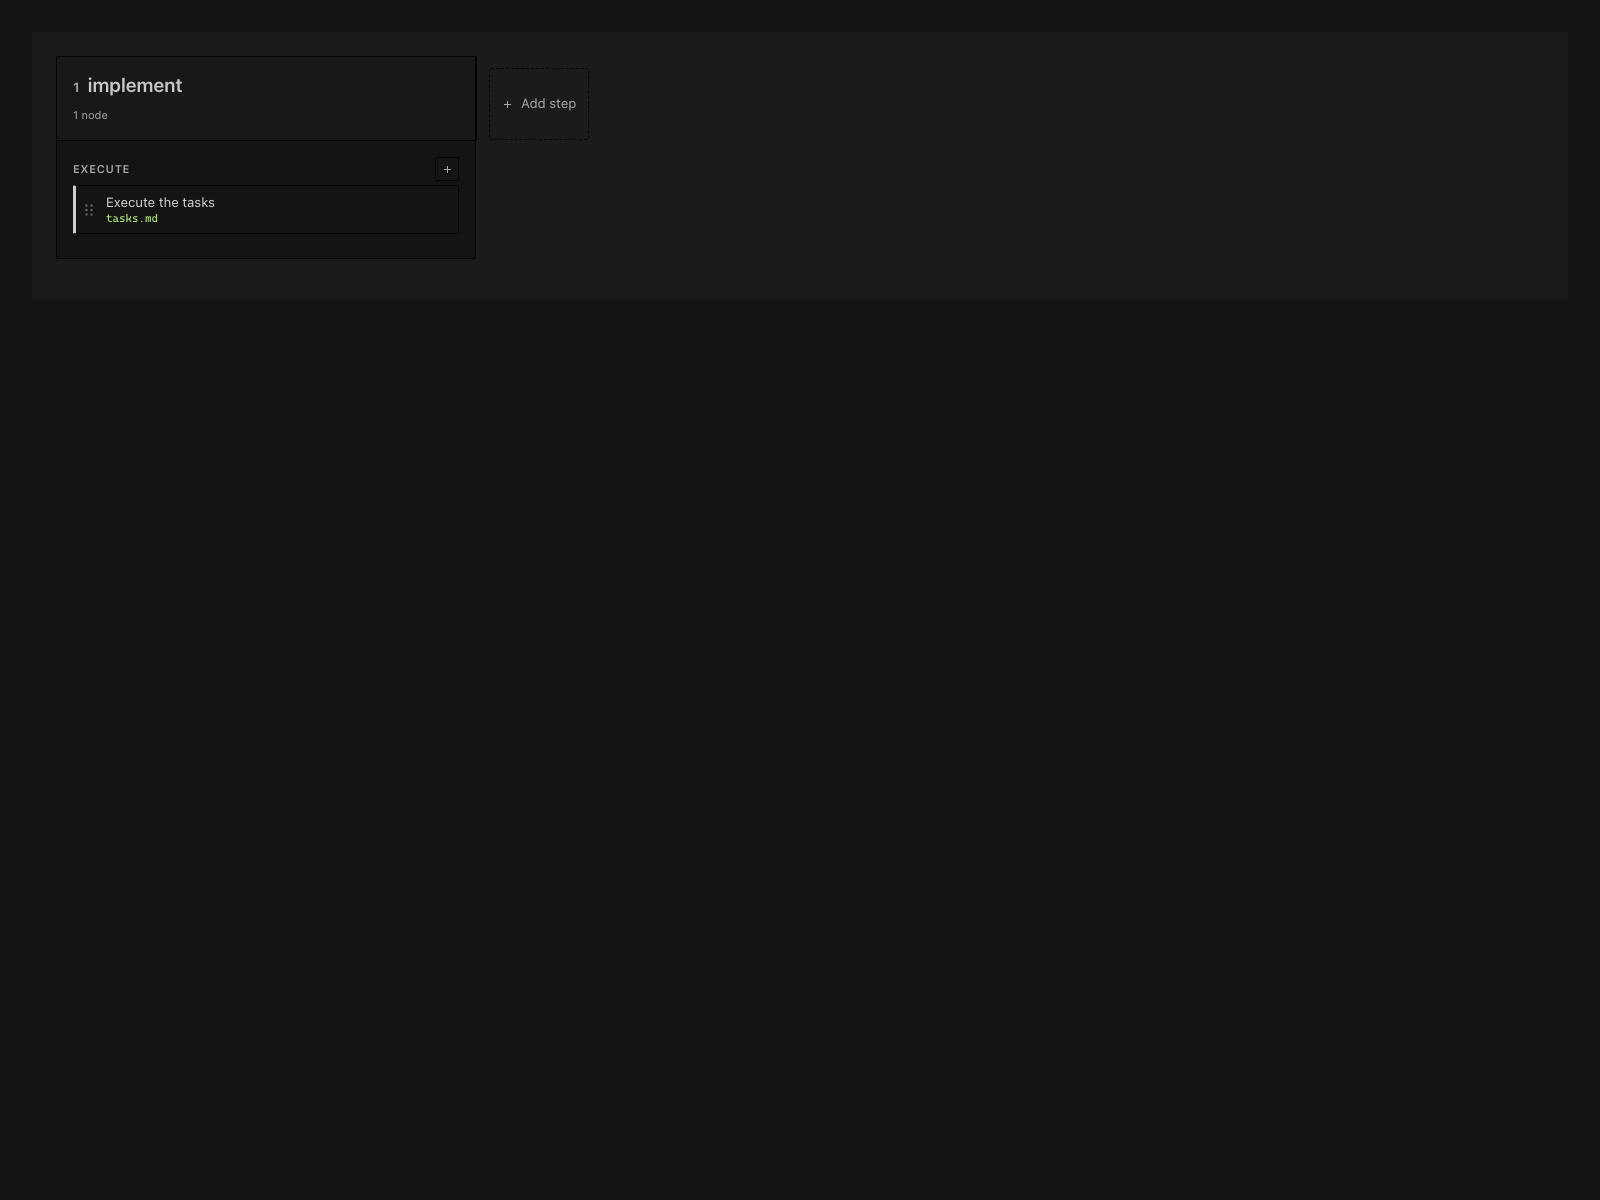 1 implement
1 node
+ Add step
EXECUTE +
Execute the tasks
tasks.md